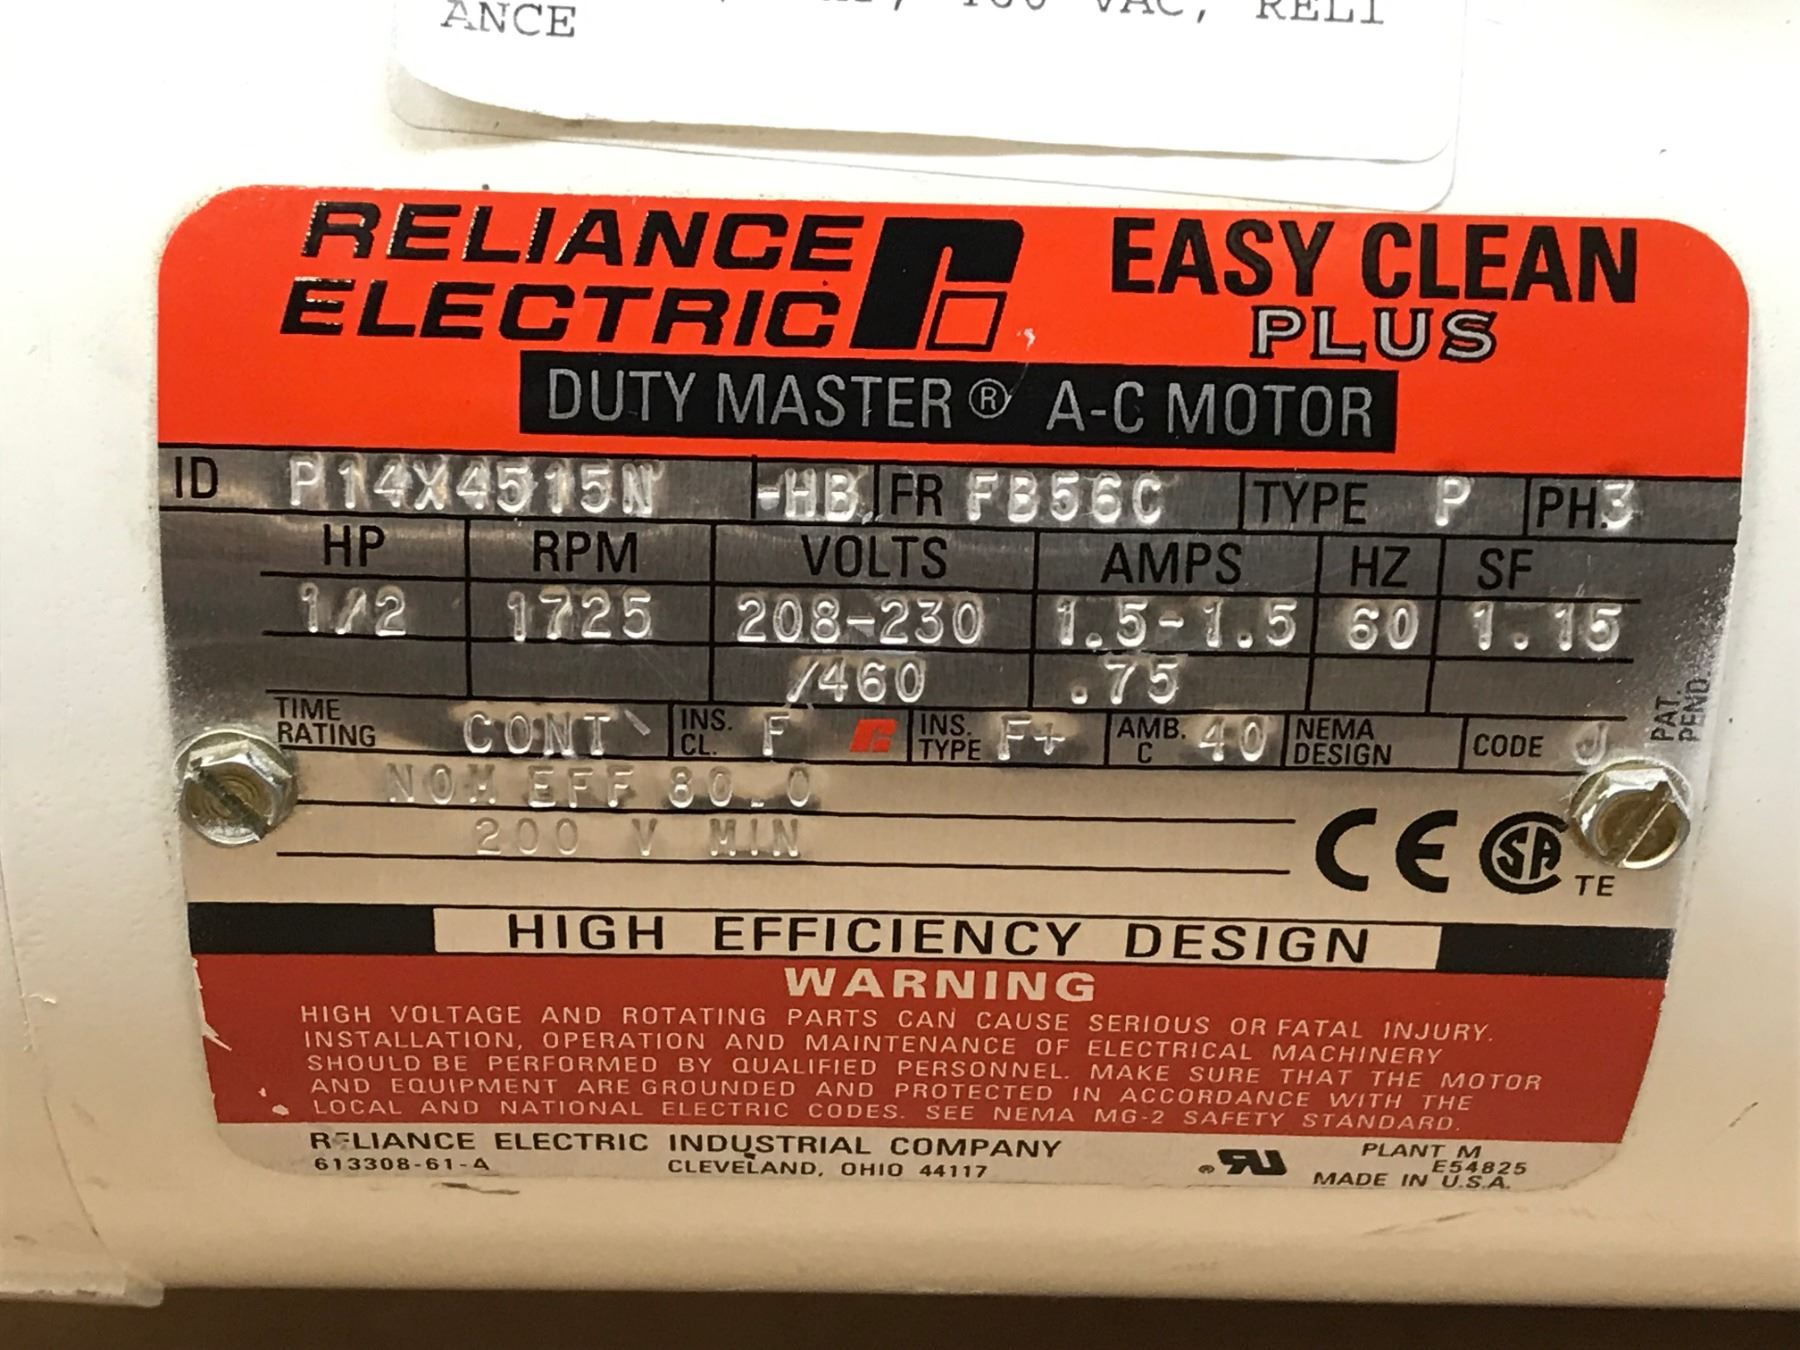 460 VAC, RELI
ANCE
RELIANCE
ELECTRIC
EASY CLEAN
PLUS
DUTY MASTER® A-C MOTOR
ID P14X4515N -HB FR FB56C TYPE P PH.3
HP RPM VOLTS AMPS HZ SF
1/2 1725 208-230 1.5-1.5 60 1.15
/460 .75
TIME RATING CONT INS. CL. F INS. TYPE F+ AMB. C 40 NEMA DESIGN CODE J
PAT. PEND.
NOM EFF 80.0
200 V MIN
CE SA TE
HIGH EFFICIENCY DESIGN
WARNING
HIGH VOLTAGE AND ROTATING PARTS CAN CAUSE SERIOUS OR FATAL INJURY.
INSTALLATION, OPERATION AND MAINTENANCE OF ELECTRICAL MACHINERY
SHOULD BE PERFORMED BY QUALIFIED PERSONNEL. MAKE SURE THAT THE MOTOR
AND EQUIPMENT ARE GROUNDED AND PROTECTED IN ACCORDANCE WITH THE
LOCAL AND NATIONAL ELECTRIC CODES. SEE NEMA MG-2 SAFETY STANDARD.
RELIANCE ELECTRIC INDUSTRIAL COMPANY
613308-61-A CLEVELAND, OHIO 44117
® RU
PLANT M
E54825
MADE IN U.S.A.